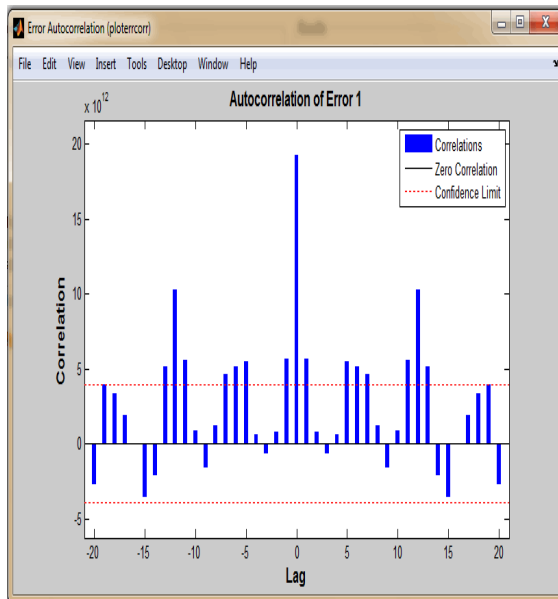 Error Autocorrelation (ploterrcorr)
File Edit View Insert Tools Desktop Window Help
x 10^12
Autocorrelation of Error 1
Correlations
Zero Correlation
Confidence Limit
20
15
10
5
0
-5
Correlation
-20 -15 -10 -5 0 5 10 15 20
Lag